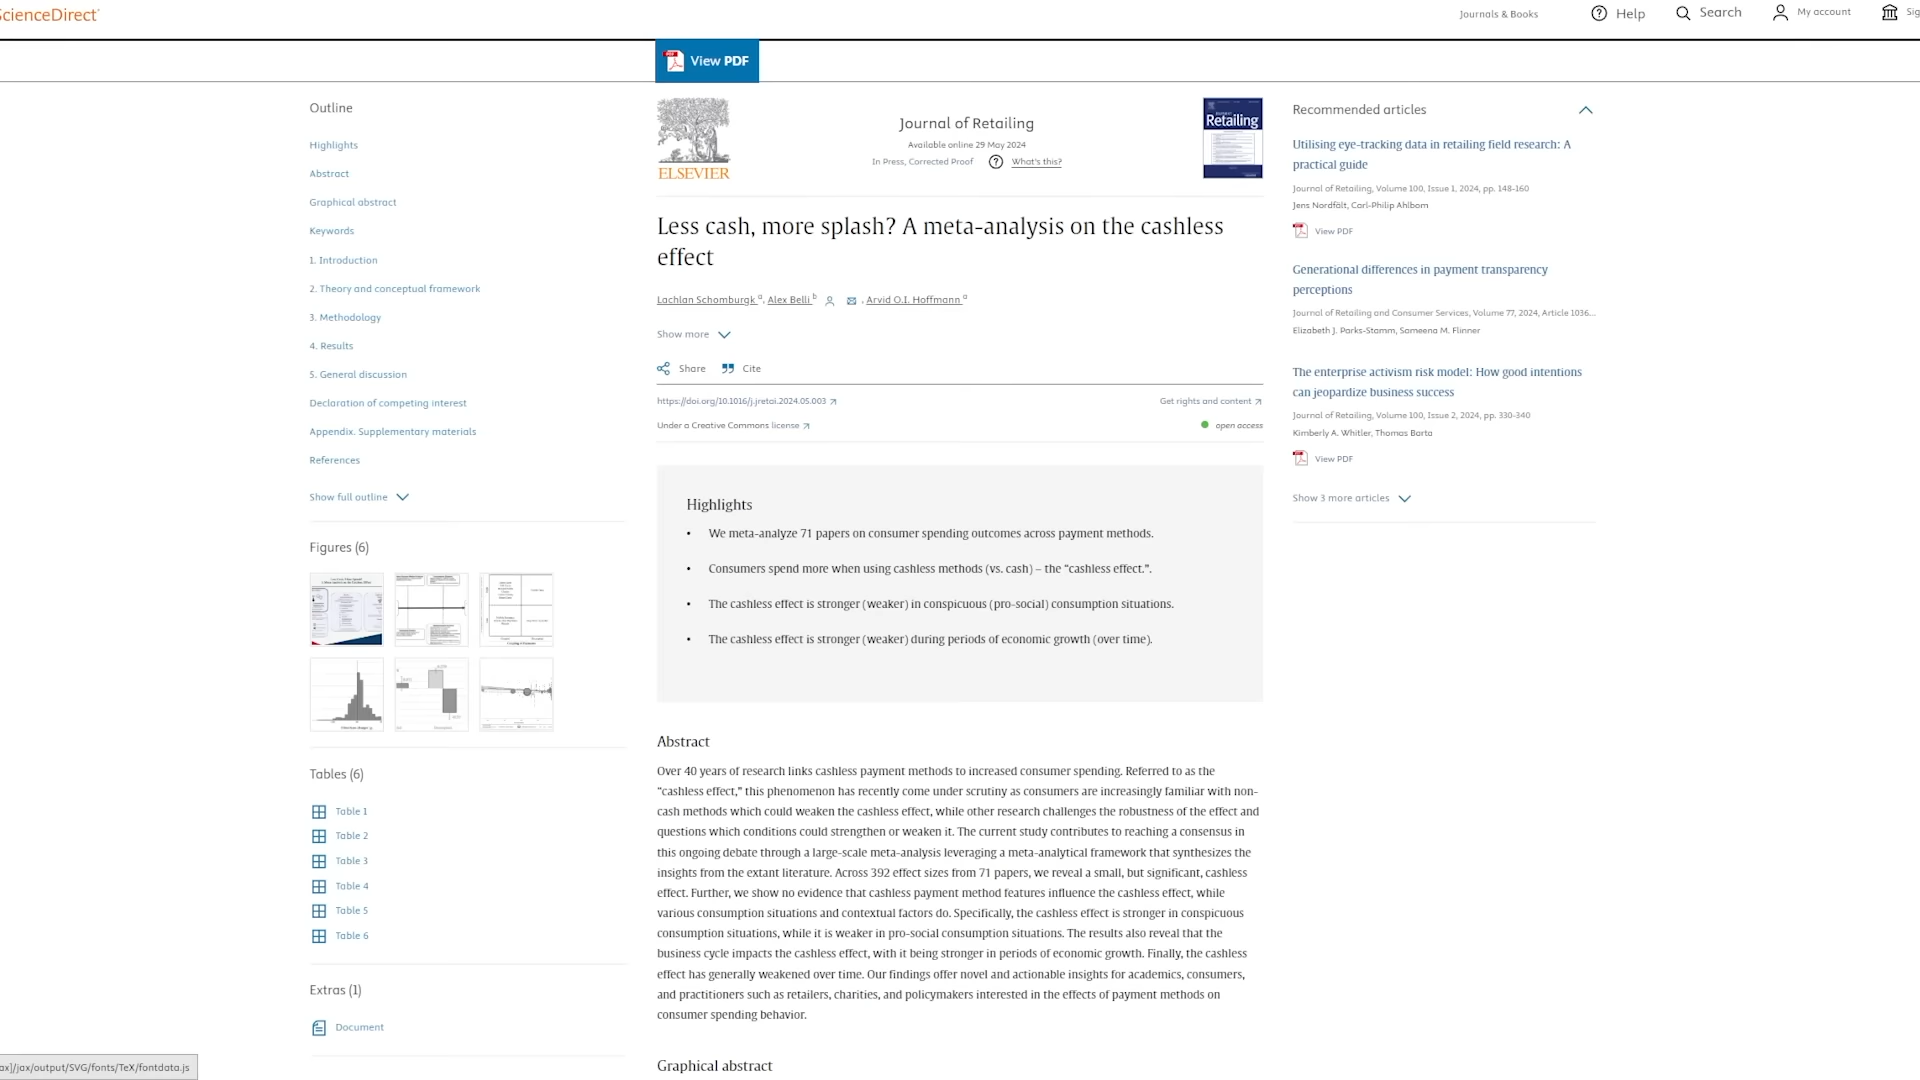 ScienceDirect
Journals & Books
Help
Search
My account
View PDF
Outline
Highlights
Abstract
Graphical abstract
Keywords
1. Introduction
2. Theory and conceptual framework
3. Methodology
4. Results
5. General discussion
Declaration of competing interest
Appendix. Supplementary materials
References
Show full outline
Figures (6)
Tables (6)
Table 1
Table 2
Table 3
Table 4
Table 5
Table 6
Extras (1)
Document
ax]/jax/output/SVG/fonts/TeX/fontdata.js
ELSEVIER
Journal of Retailing
Available online 29 May 2024
In Press, Corrected Proof What's this?
Retailing
Less cash, more splash? A meta-analysis on the cashless
effect
Lachlan Schomburgk a, Alex Belli b, Arvid O.I. Hoffmann a
Show more
Share Cite
https://doi.org/10.1016/j.jretai.2024.05.003
Get rights and content
Under a Creative Commons license
open access
Highlights
• We meta-analyze 71 papers on consumer spending outcomes across payment methods.
• Consumers spend more when using cashless methods (vs. cash) – the “cashless effect.”.
• The cashless effect is stronger (weaker) in conspicuous (pro-social) consumption situations.
• The cashless effect is stronger (weaker) during periods of economic growth (over time).
Abstract
Over 40 years of research links cashless payment methods to increased consumer spending. Referred to as the
“cashless effect,” this phenomenon has recently come under scrutiny as consumers are increasingly familiar with non-
cash methods which could weaken the cashless effect, while other research challenges the robustness of the effect and
questions which conditions could strengthen or weaken it. The current study contributes to reaching a consensus in
this ongoing debate through a large-scale meta-analysis leveraging a meta-analytical framework that synthesizes the
insights from the extant literature. Across 392 effect sizes from 71 papers, we reveal a small, but significant, cashless
effect. Further, we show no evidence that cashless payment method features influence the cashless effect, while
various consumption situations and contextual factors do. Specifically, the cashless effect is stronger in conspicuous
consumption situations, while it is weaker in pro-social consumption situations. The results also reveal that the
business cycle impacts the cashless effect, with it being stronger in periods of economic growth. Finally, the cashless
effect has generally weakened over time. Our findings offer novel and actionable insights for academics, consumers,
and practitioners such as retailers, charities, and policymakers interested in the effects of payment methods on
consumer spending behavior.
Graphical abstract
Recommended articles
Utilising eye-tracking data in retailing field research: A
practical guide
Journal of Retailing, Volume 100, Issue 1, 2024, pp. 148-160
Jens Nordfält, Carl-Philip Ahlbom
View PDF
Generational differences in payment transparency
perceptions
Journal of Retailing and Consumer Services, Volume 77, 2024, Article 1036...
Elizabeth J. Parks-Stamm, Sameena M. Flinner
The enterprise activism risk model: How good intentions
can jeopardize business success
Journal of Retailing, Volume 100, Issue 2, 2024, pp. 330-340
Kimberly A. Whitler, Thomas Barta
View PDF
Show 3 more articles